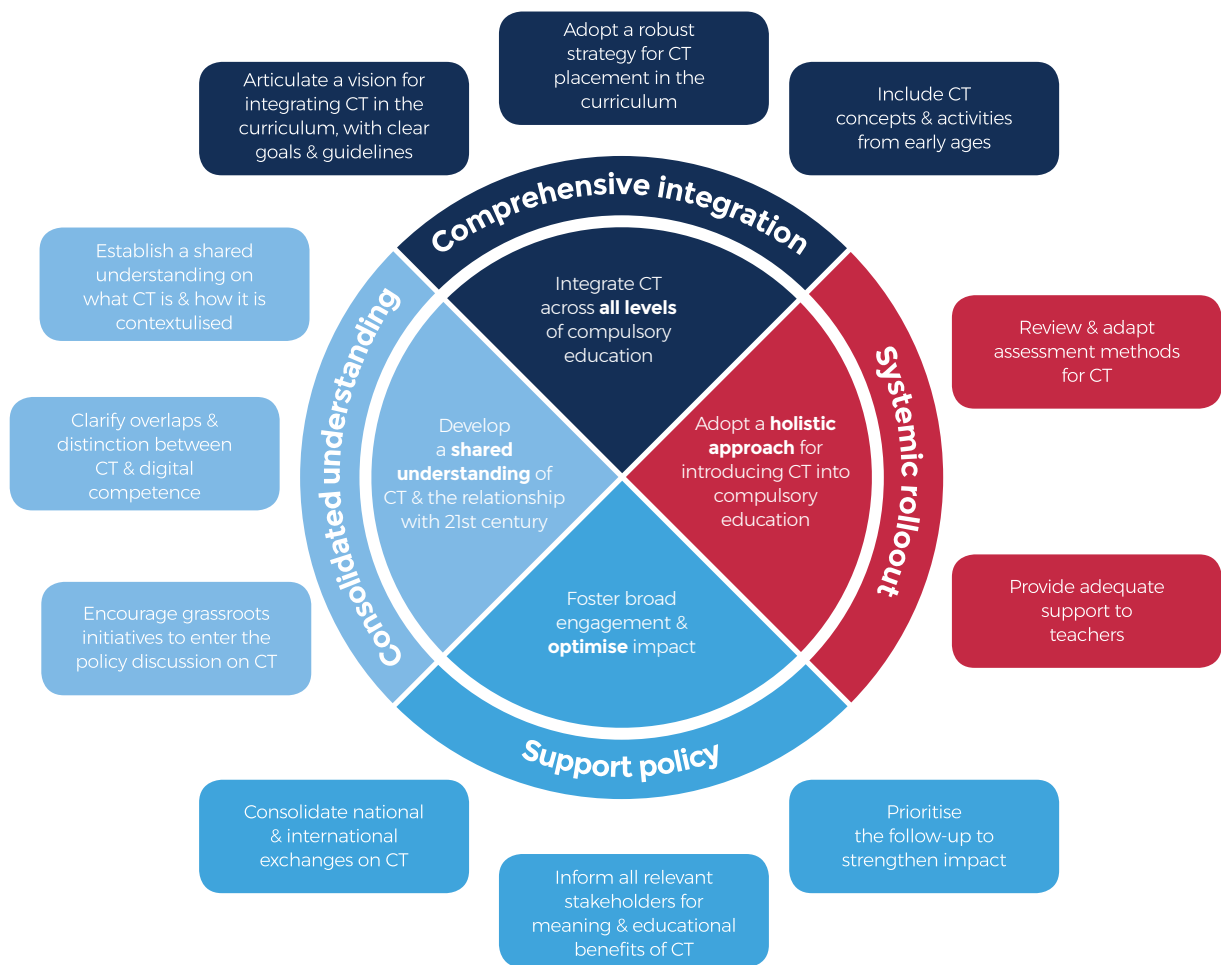 Adopt a robust
strategy for CT
placement in the
curriculum
Articulate a vision for
integrating CT in the
curriculum, with clear
goals & guidelines
Include CT
concepts & activities
from early ages
Comprehensive integration
Integrate CT
across all levels
of compulsory
education
Establish a shared
understanding on
what CT is & how it is
contextulised
Clarify overlaps &
distinction between
CT & digital
competence
Encourage grassroots
initiatives to enter the
policy discussion on CT
Consolidated understanding
Develop
a shared
understanding of
CT & the relationship
with 21st century
Adopt a holistic
approach for
introducing CT into
compulsory
education
Systemic rolloout
Review & adapt
assessment methods
for CT
Provide adequate
support to
teachers
Foster broad
engagement &
optimise impact
Support policy
Consolidate national
& international
exchanges on CT
Inform all relevant
stakeholders for
meaning & educational
benefits of CT
Prioritise
the follow-up to
strengthen impact